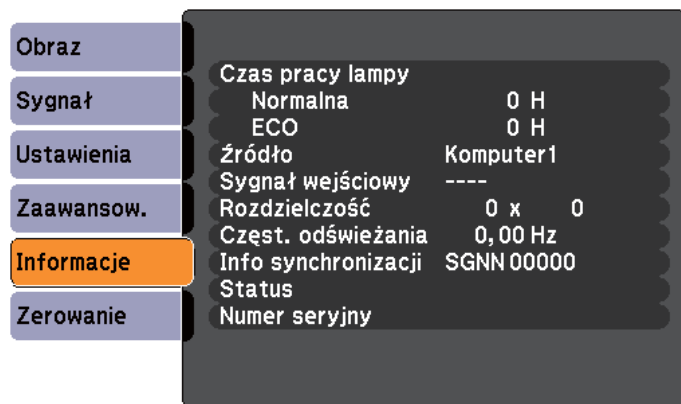 Obraz
Sygnał
Ustawienia
Zaawansow.
Informacje
Zerowanie
Czas pracy lampy
Normalna 0 H
ECO 0 H
Źródło Komputer1
Sygnał wejściowy ----
Rozdzielczość 0 x 0
Częst. odświeżania 0,00 Hz
Info synchronizacji SGNN 00000
Status
Numer seryjny